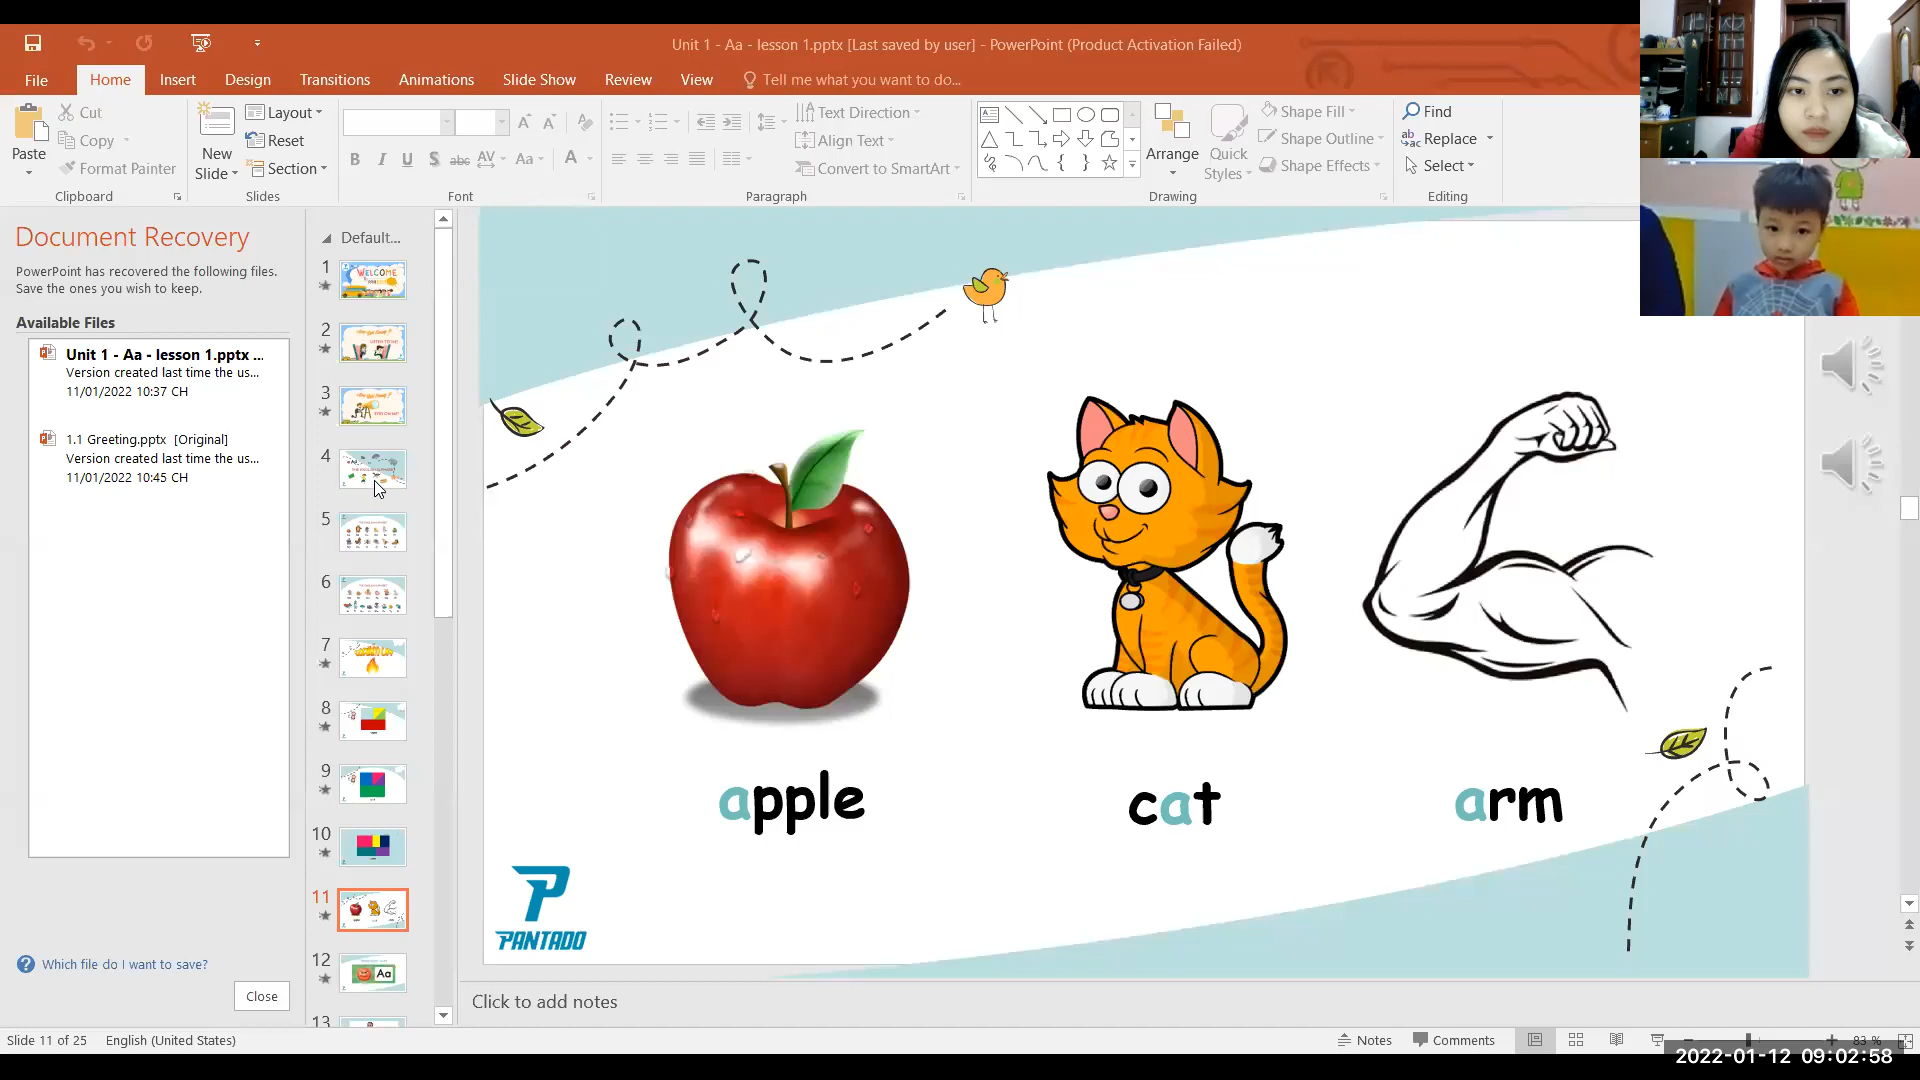 Unit 1 - Aa - lesson 1.pptx [Last saved by user] - PowerPoint (Product Activation Failed)
File Home Insert Design Transitions Animations Slide Show Review View Tell me what you want to do...
Paste
Cut
Copy
Format Painter
Clipboard
New Slide
Layout
Reset
Section
Slides
B I U S abc AV Aa A
Font
Text Direction
Align Text
Convert to SmartArt
Paragraph
Arrange
Quick Styles
Shape Fill
Shape Outline
Shape Effects
Drawing
Find
Replace
Select
Editing
Document Recovery
PowerPoint has recovered the following files.
Save the ones you wish to keep.
Available Files
Unit 1 - Aa - lesson 1.pptx ...
Version created last time the us...
11/01/2022 10:37 CH
1.1 Greeting.pptx [Original]
Version created last time the us...
11/01/2022 10:45 CH
Which file do I want to save?
Close
Default...
1
WELCOME
2
3
4
5
6
7
8
9
10
11
12
Aa
13
apple
cat
arm
PANTADO
Click to add notes
Slide 11 of 25 English (United States)
Notes Comments 83 %
2022-01-12 09:02:58